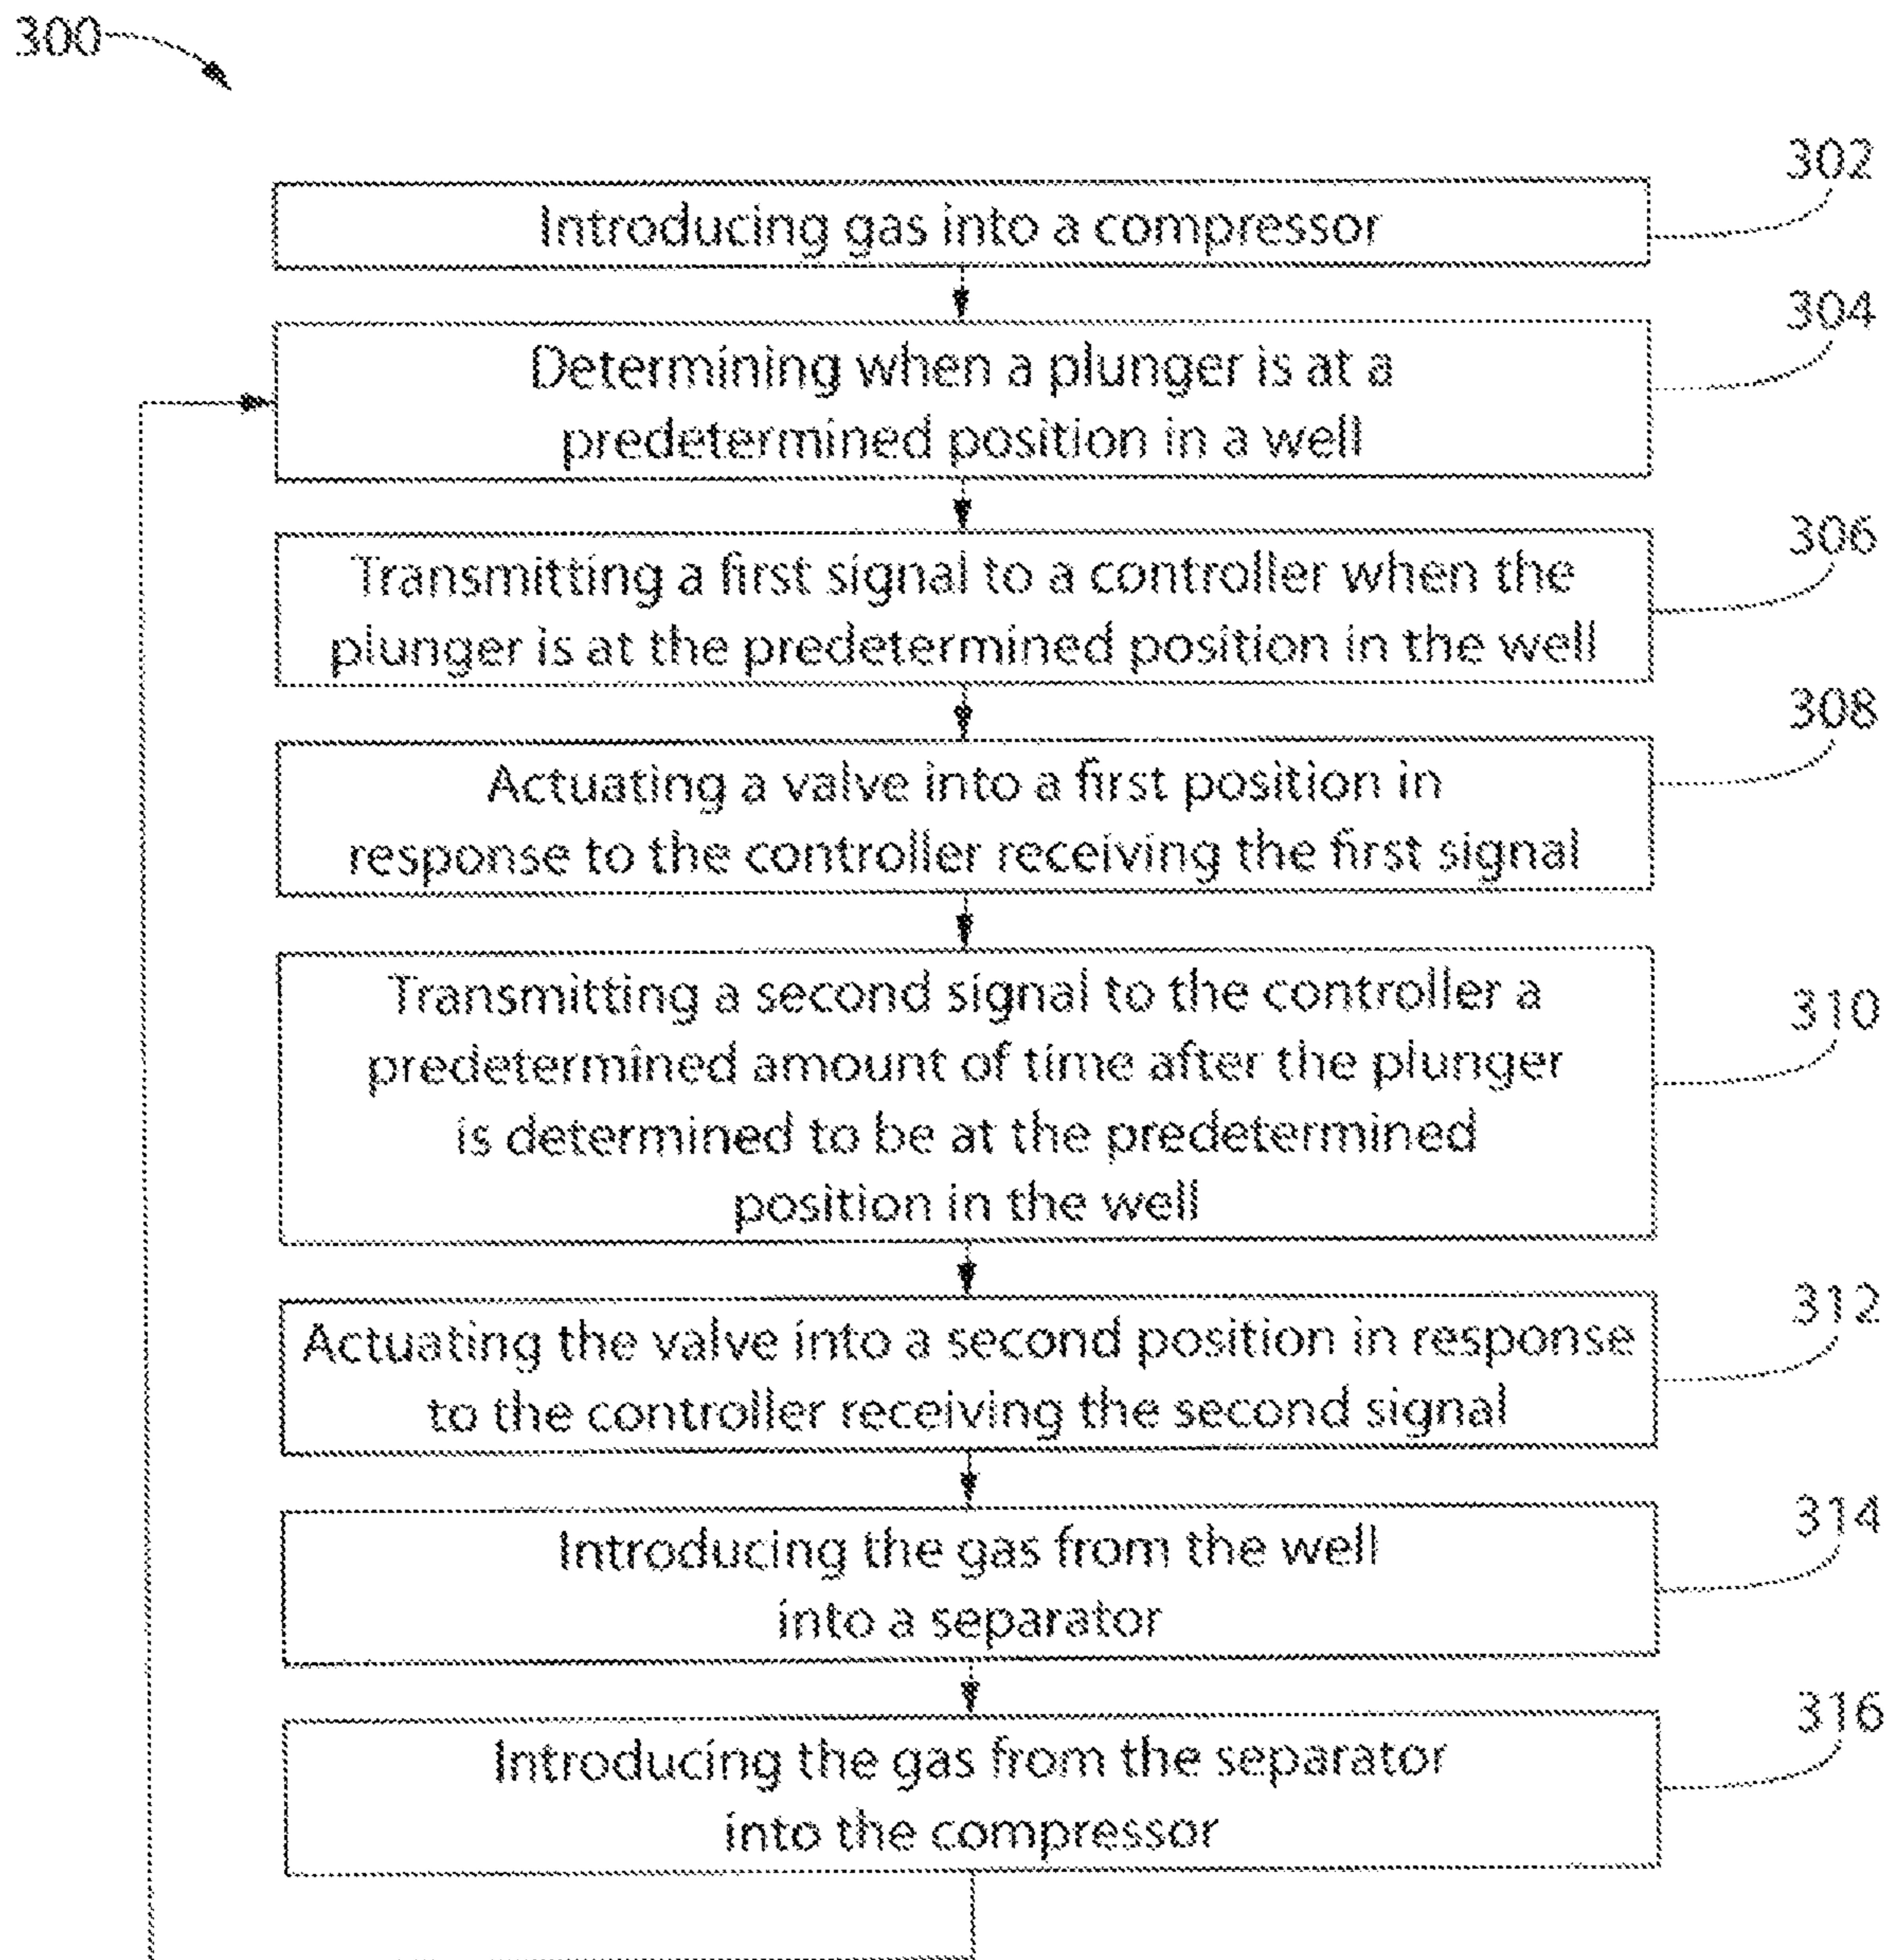 300
302
Introducing gas into a compressor
304
Determining when a plunger is at a
predetermined position in a well
306
Transmitting a first signal to a controller when the
plunger is at the predetermined position in the well
308
Actuating a valve into a first position in
response to the controller receiving the first signal
310
Transmitting a second signal to the controller a
predetermined amount of time after the plunger
is determined to be at the predetermined
position in the well
312
Actuating the valve into a second position in response
to the controller receiving the second signal
314
Introducing the gas from the well
into a separator
316
Introducing the gas from the separator
into the compressor